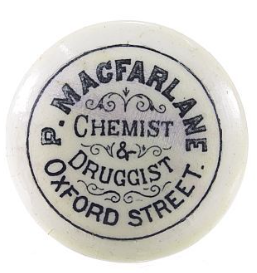 P. MACFARLANE
CHEMIST
&
DRUGGIST
OXFORD STREET.